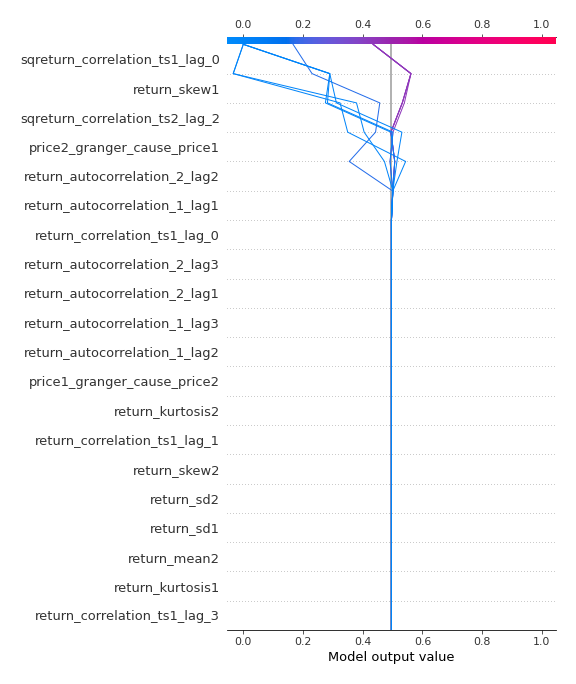 0.0 0.2 0.4 0.6 0.8 1.0
sqreturn_correlation_ts1_lag_0
return_skew1
sqreturn_correlation_ts2_lag_2
price2_granger_cause_price1
return_autocorrelation_2_lag2
return_autocorrelation_1_lag1
return_correlation_ts1_lag_0
return_autocorrelation_2_lag3
return_autocorrelation_2_lag1
return_autocorrelation_1_lag3
return_autocorrelation_1_lag2
price1_granger_cause_price2
return_kurtosis2
return_correlation_ts1_lag_1
return_skew2
return_sd2
return_sd1
return_mean2
return_kurtosis1
return_correlation_ts1_lag_3
0.0 0.2 0.4 0.6 0.8 1.0
Model output value